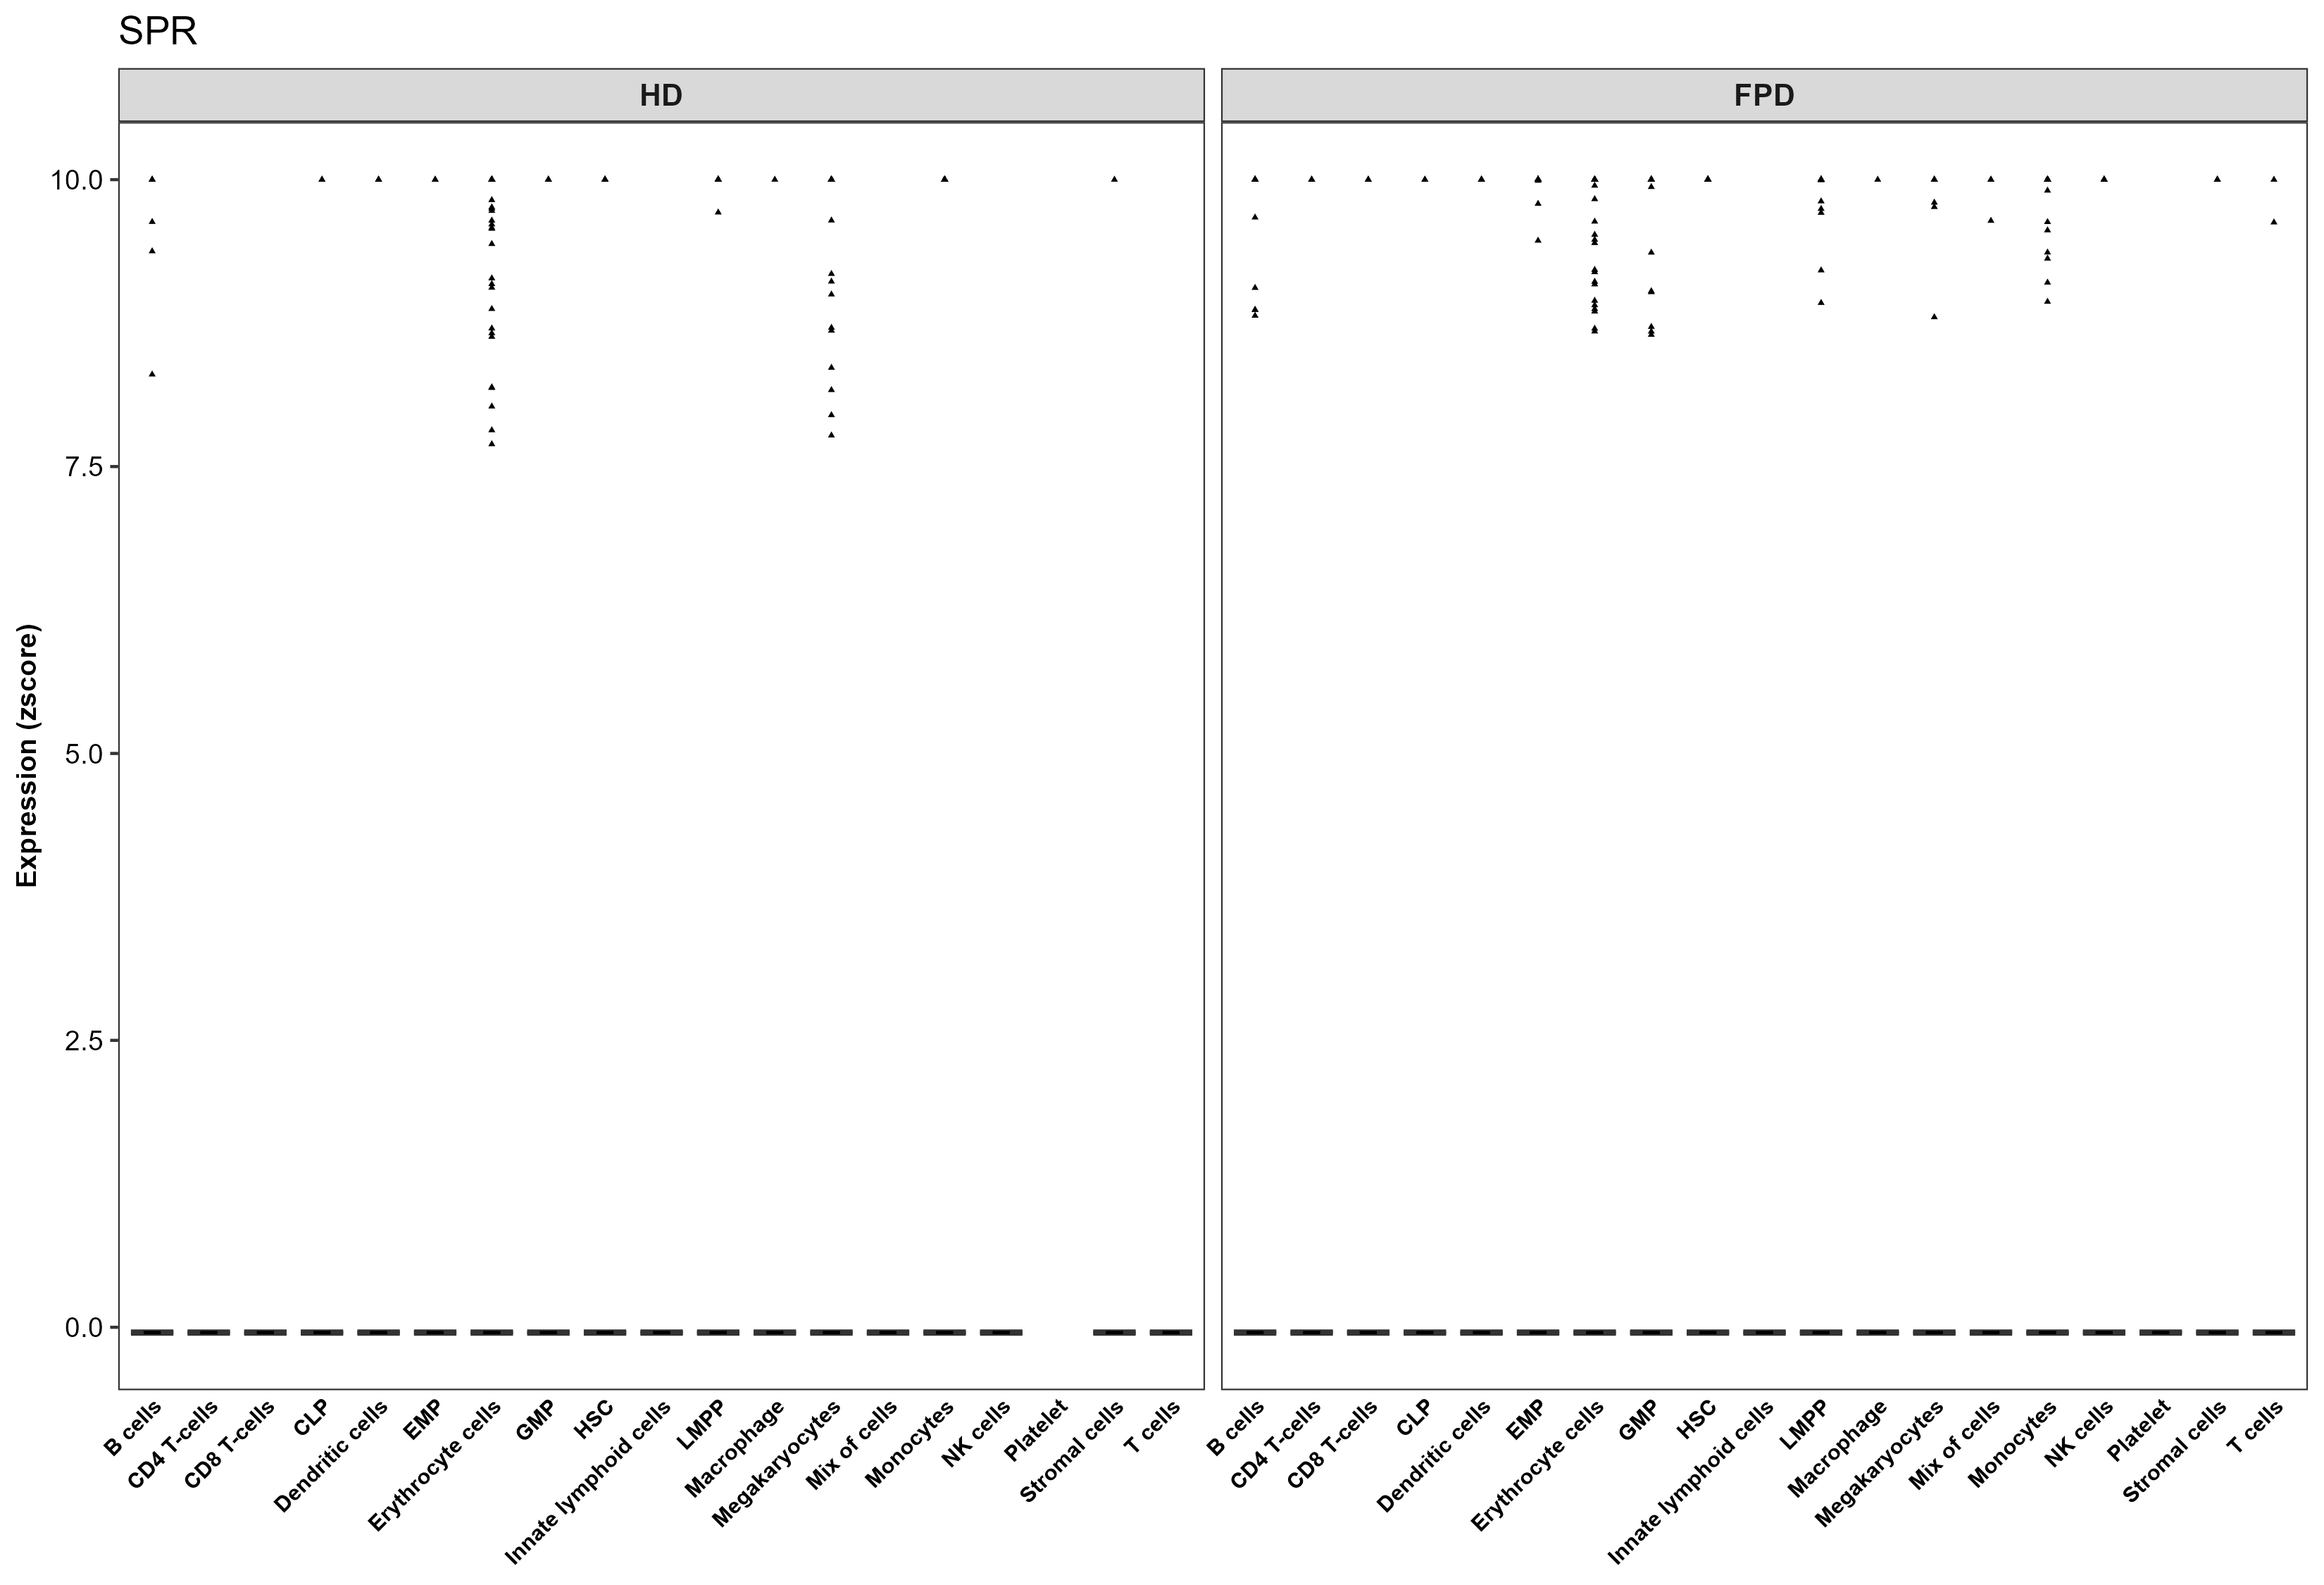 SPR
HD
FPD
Expression (zscore)
10.0
7.5
5.0
2.5
0.0
B cells
CD4 T-cells
CD8 T-cells
CLP
Dendritic cells
EMP
Erythrocyte cells
GMP
HSC
Innate lymphoid cells
LMPP
Macrophage
Megakaryocytes
Mix of cells
Monocytes
NK cells
Platelet
Stromal cells
T cells
B cells
CD4 T-cells
CD8 T-cells
CLP
Dendritic cells
EMP
Erythrocyte cells
GMP
HSC
Innate lymphoid cells
LMPP
Macrophage
Megakaryocytes
Mix of cells
Monocytes
NK cells
Platelet
Stromal cells
T cells